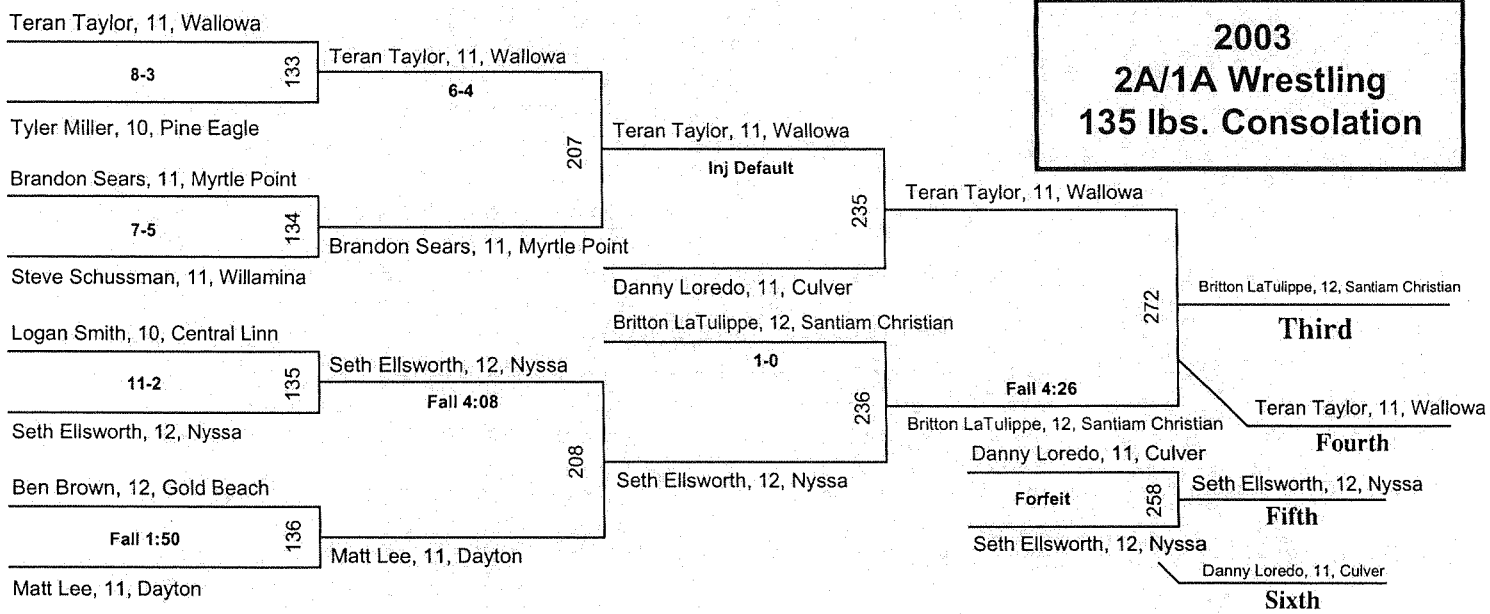 2003
2A/1A Wrestling
135 lbs. Consolation
Teran Taylor, 11, Wallowa
8-3
133
Tyler Miller, 10, Pine Eagle
Brandon Sears, 11, Myrtle Point
7-5
134
Steve Schussman, 11, Willamina
Logan Smith, 10, Central Linn
11-2
135
Seth Ellsworth, 12, Nyssa
Ben Brown, 12, Gold Beach
Fall 1:50
136
Matt Lee, 11, Dayton
Teran Taylor, 11, Wallowa
6-4
207
Brandon Sears, 11, Myrtle Point
Seth Ellsworth, 12, Nyssa
Fall 4:08
208
Matt Lee, 11, Dayton
Teran Taylor, 11, Wallowa
Inj Default
235
Danny Loredo, 11, Culver
Britton LaTulippe, 12, Santiam Christian
1-0
236
Seth Ellsworth, 12, Nyssa
Teran Taylor, 11, Wallowa
272
Fall 4:26
Britton LaTulippe, 12, Santiam Christian
Danny Loredo, 11, Culver
Forfeit
258
Seth Ellsworth, 12, Nyssa
Britton LaTulippe, 12, Santiam Christian
Third
Teran Taylor, 11, Wallowa
Fourth
Seth Ellsworth, 12, Nyssa
Fifth
Danny Loredo, 11, Culver
Sixth